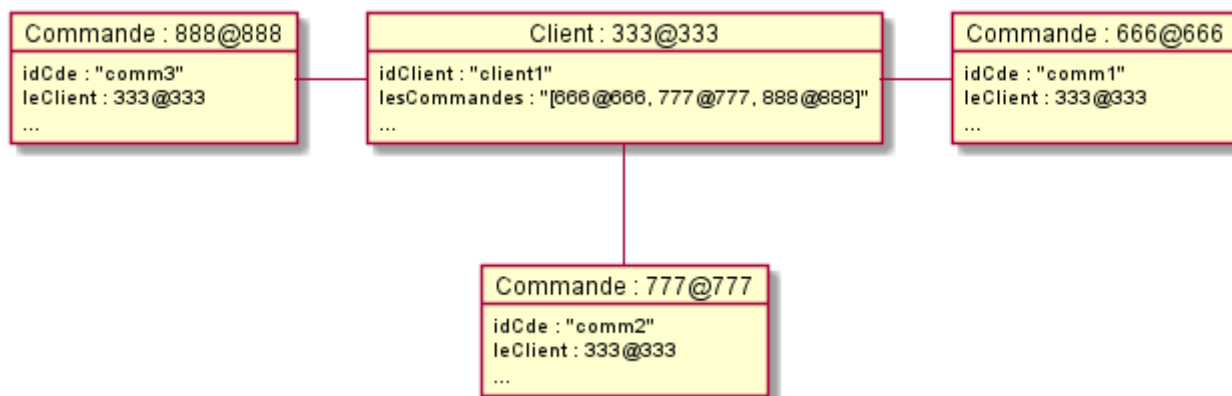 Commande : 888@888
idCde : "comm3"
leClient : 333@333
...
Client : 333@333
idClient : "client1"
lesCommandes : "[666@666, 777@777, 888@888]"
...
Commande : 666@666
idCde : "comm1"
leClient : 333@333
...
Commande : 777@777
idCde : "comm2"
leClient : 333@333
...